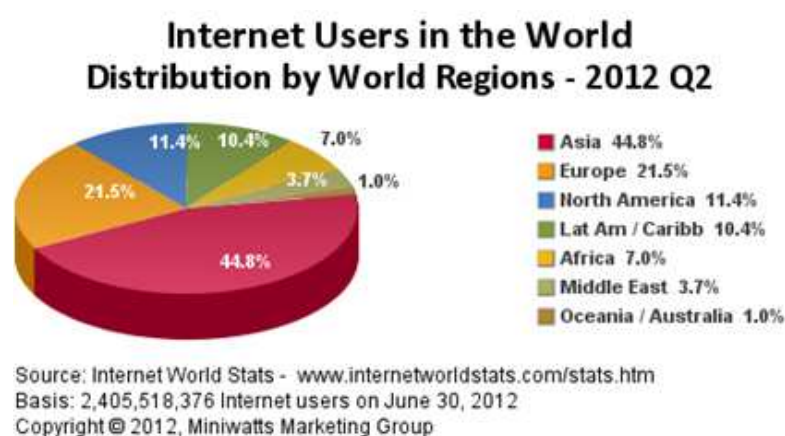 Internet Users in the World
Distribution by World Regions - 2012 Q2
11.4%
10.4%
7.0%
3.7%
1.0%
21.5%
44.8%
Asia 44.8%
Europe 21.5%
North America 11.4%
Lat Am / Caribb 10.4%
Africa 7.0%
Middle East 3.7%
Oceania / Australia 1.0%
Source: Internet World Stats - www.internetworldstats.com/stats.htm
Basis: 2,405,518,376 Internet users on June 30, 2012
Copyright © 2012, Miniwatts Marketing Group